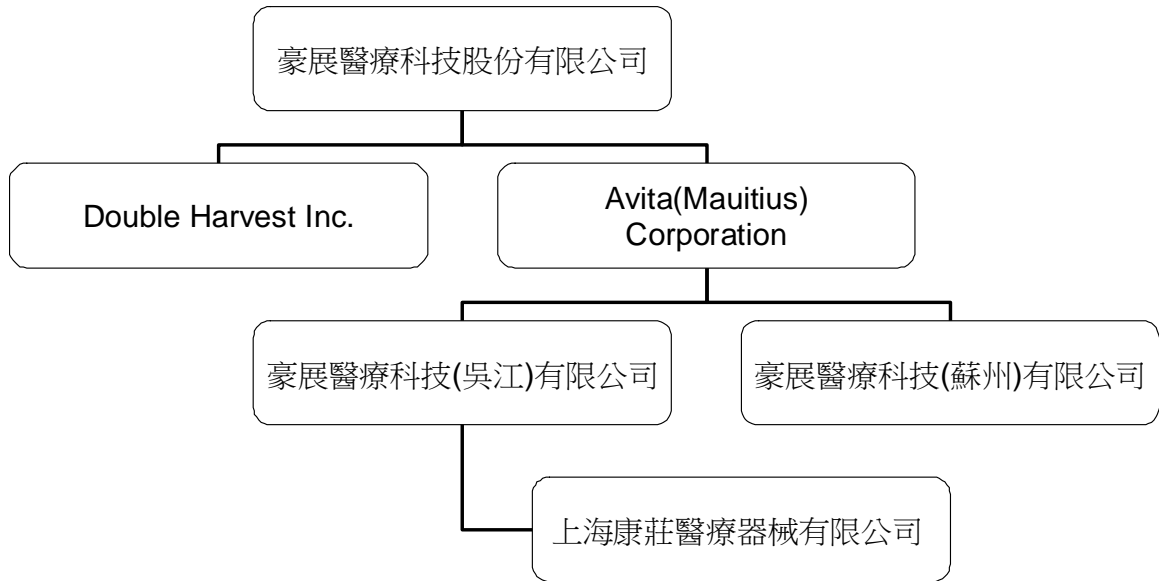 豪展醫療科技股份有限公司
Double Harvest Inc.
Avita(Mauitius)
Corporation
豪展醫療科技(吳江)有限公司
豪展醫療科技(蘇州)有限公司
上海康莊醫療器械有限公司